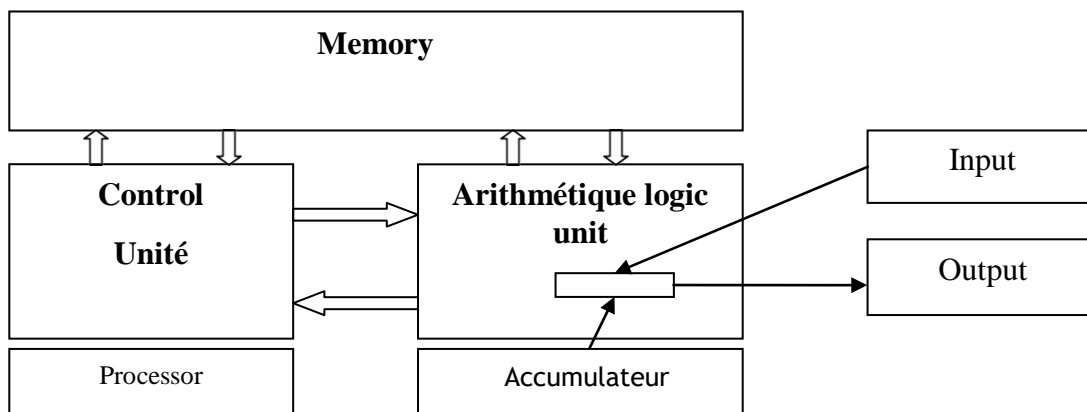 Memory
Control
Unité
Arithmétique logic
unit
Input
Output
Processor
Accumulateur